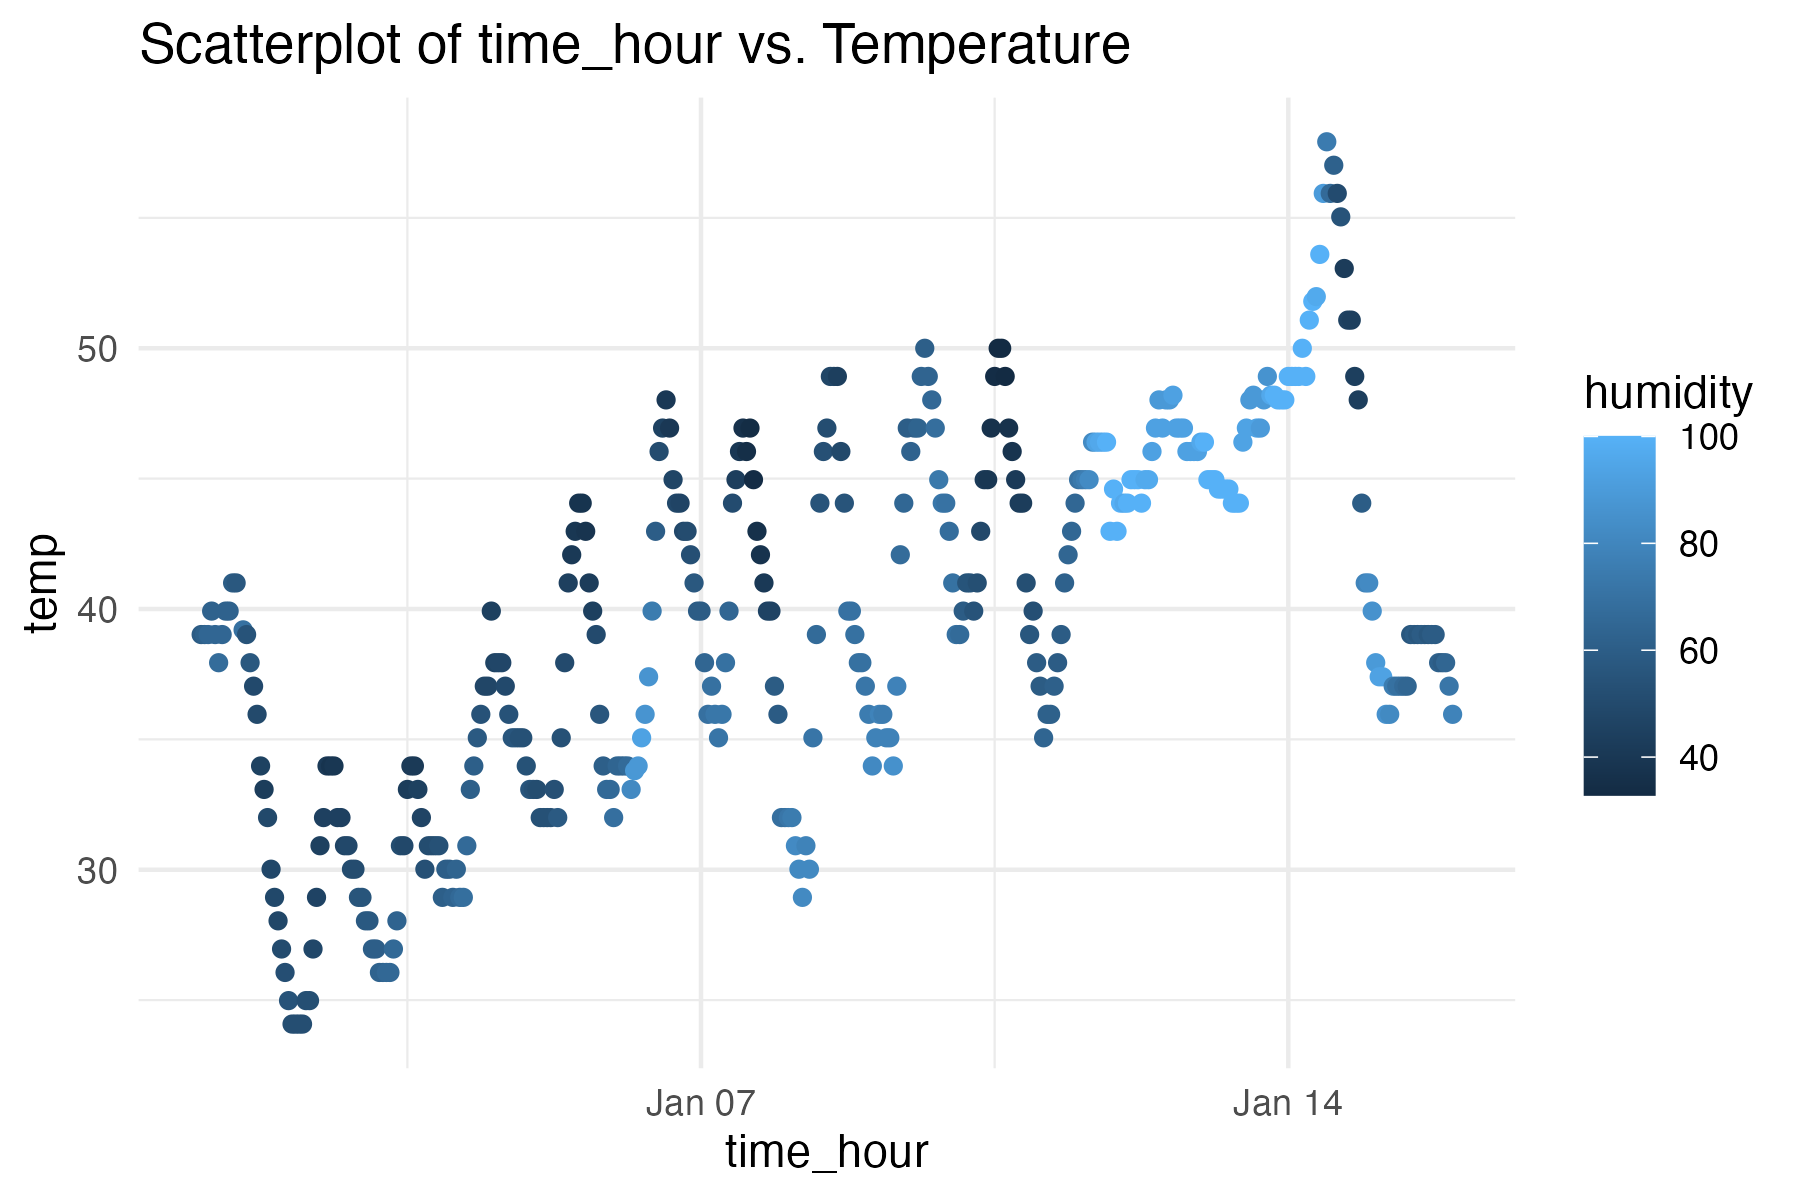 Scatterplot of time_hour vs. Temperature
temp
50
40
30
Jan 07
Jan 14
time_hour
humidity
100
80
60
40